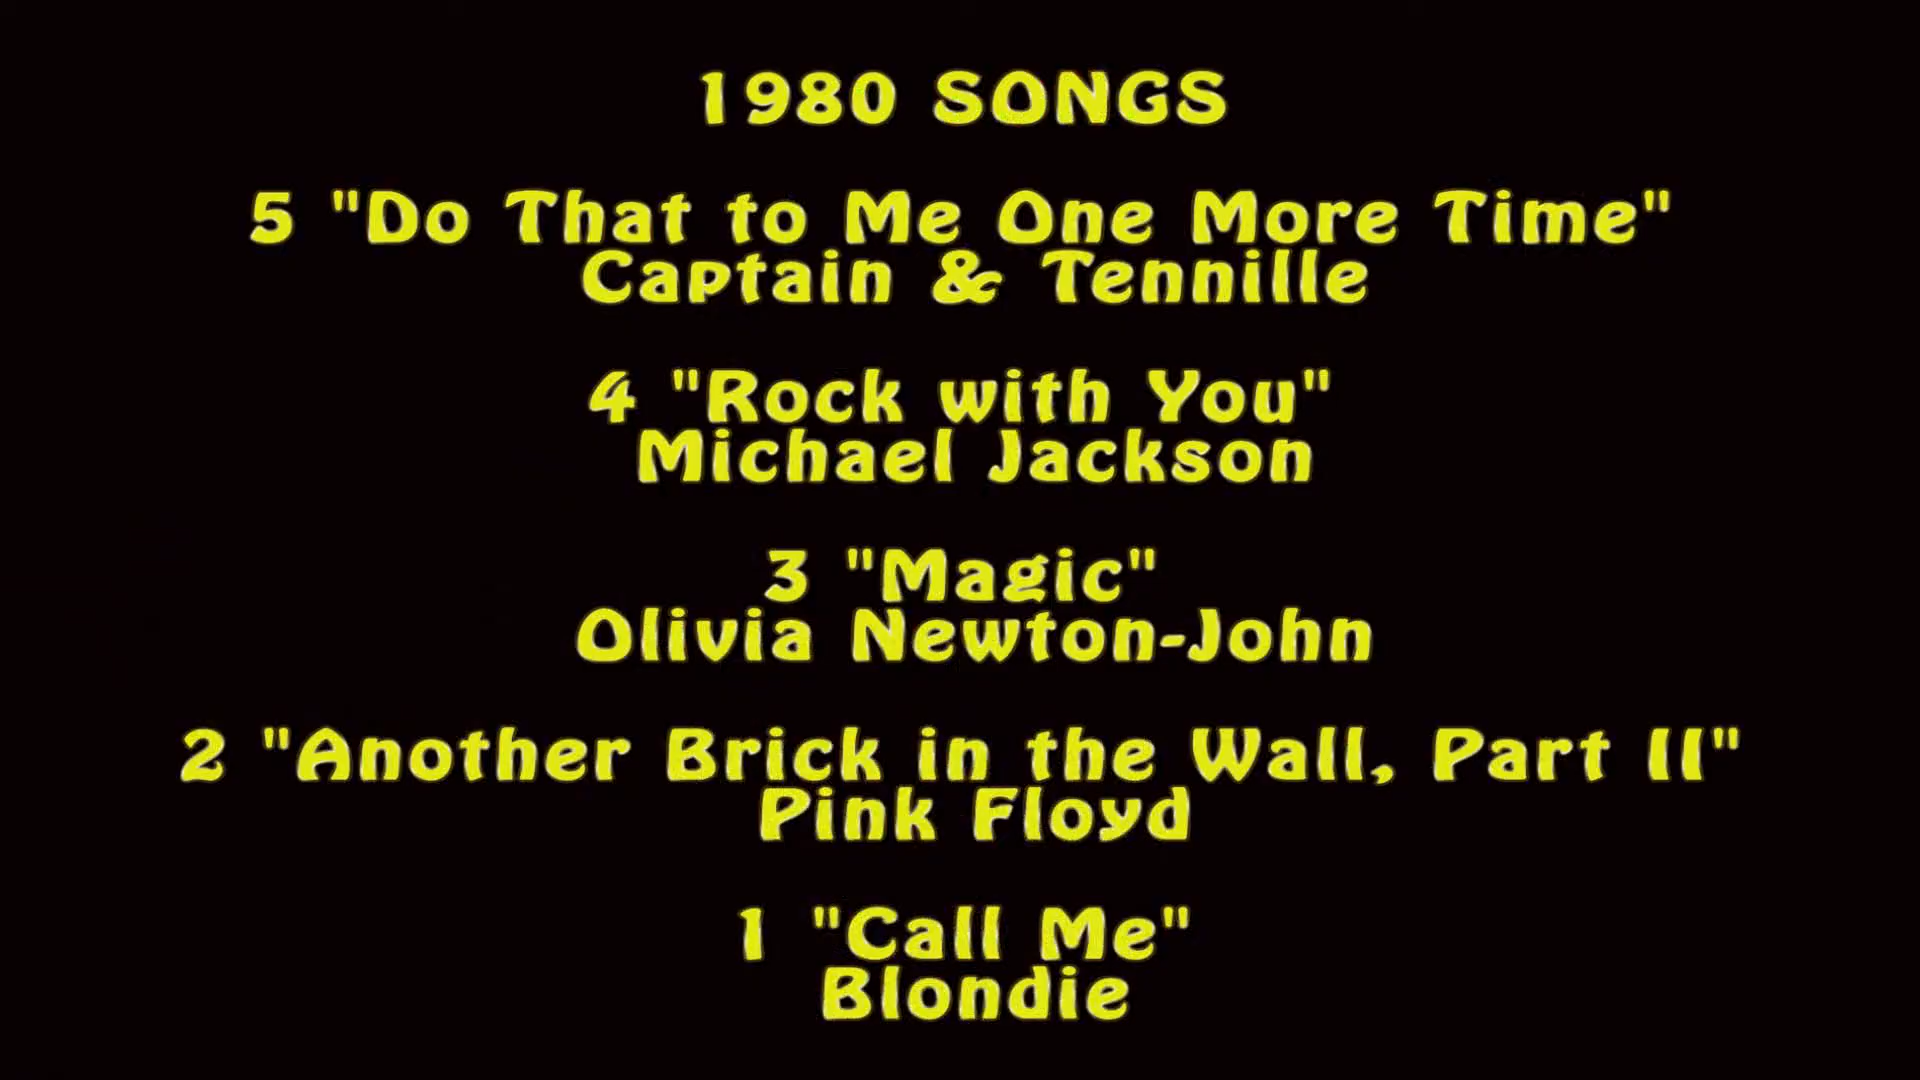 1980 SONGS
5 "Do That to Me One More Time"
Captain & Tennille
4 "Rock with You"
Michael Jackson
3 "Magic"
Olivia Newton-John
2 "Another Brick in the Wall, Part II"
Pink Floyd
1 "Call Me"
Blondie